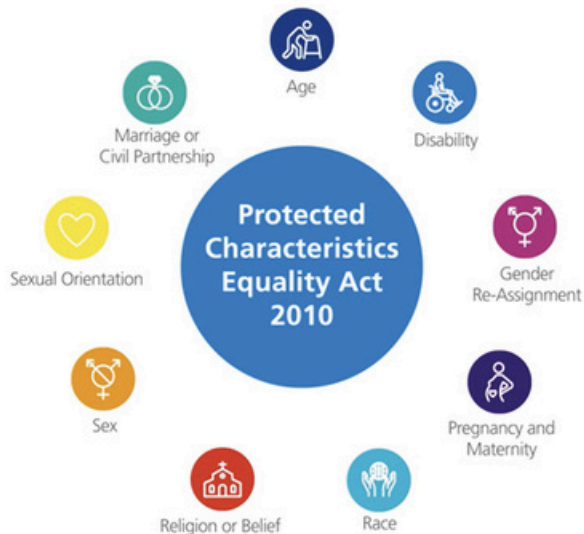 Protected
Characteristics
Equality Act
2010
Age
Disability
Gender
Re-Assignment
Pregnancy and
Maternity
Race
Religion or Belief
Sex
Sexual Orientation
Marriage or
Civil Partnership